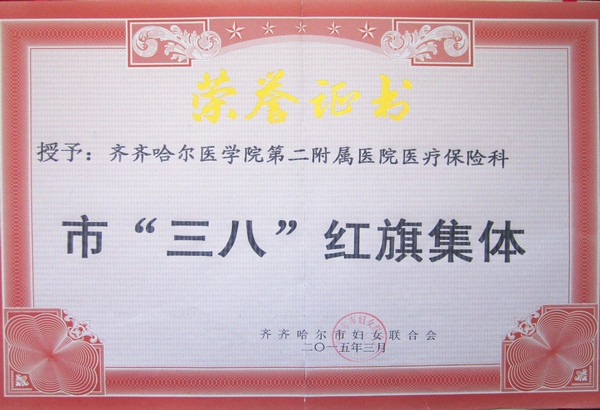 荣誉证书
授予：齐齐哈尔医学院第二附属医院医疗保险科
市“三八”红旗集体
齐齐哈尔市妇女联合会
二〇一五年三月